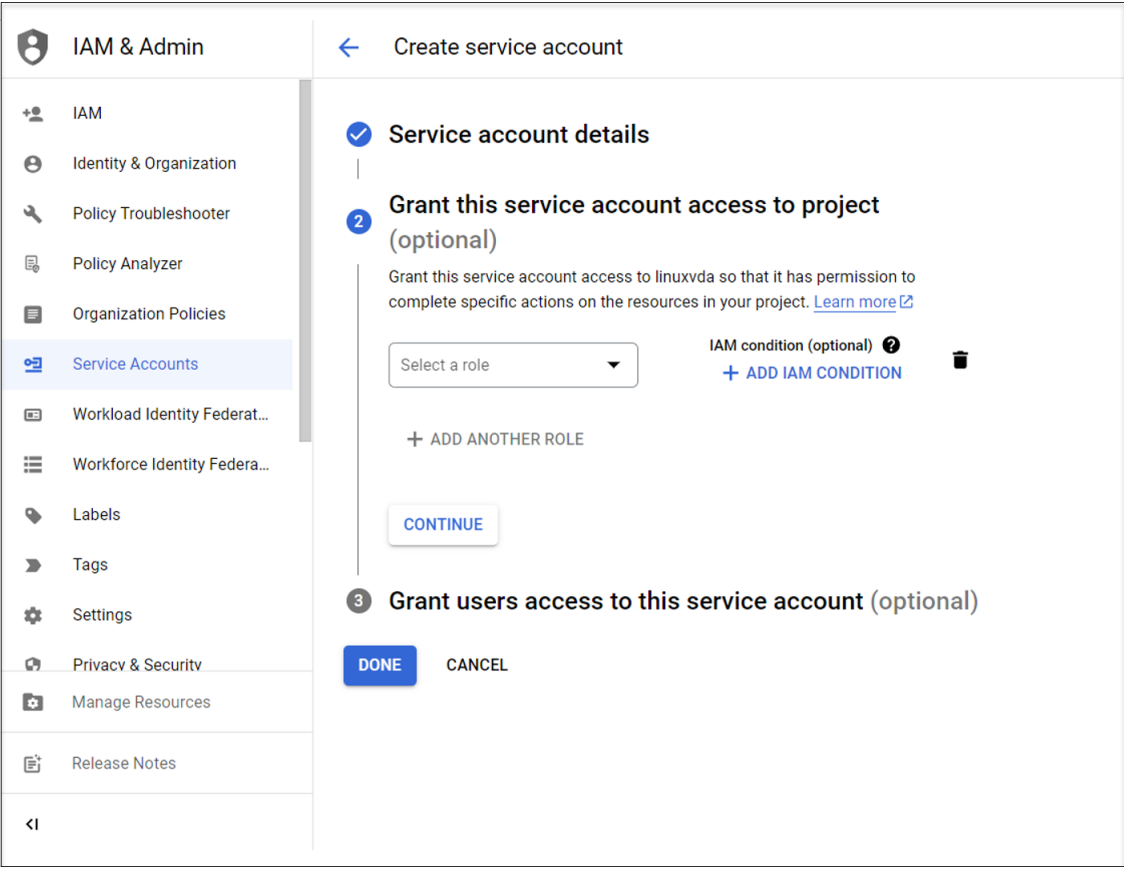 IAM & Admin
IAM
Identity & Organization
Policy Troubleshooter
Policy Analyzer
Organization Policies
Service Accounts
Workload Identity Federat...
Workforce Identity Federa...
Labels
Tags
Settings
Privacy & Security
Manage Resources
Release Notes
Create service account
Service account details
2
Grant this service account access to project
(optional)
Grant this service account access to linuxvda so that it has permission to
complete specific actions on the resources in your project. Learn more
Select a role
IAM condition (optional) ?
+ ADD IAM CONDITION
+ ADD ANOTHER ROLE
CONTINUE
3 Grant users access to this service account (optional)
DONE CANCEL